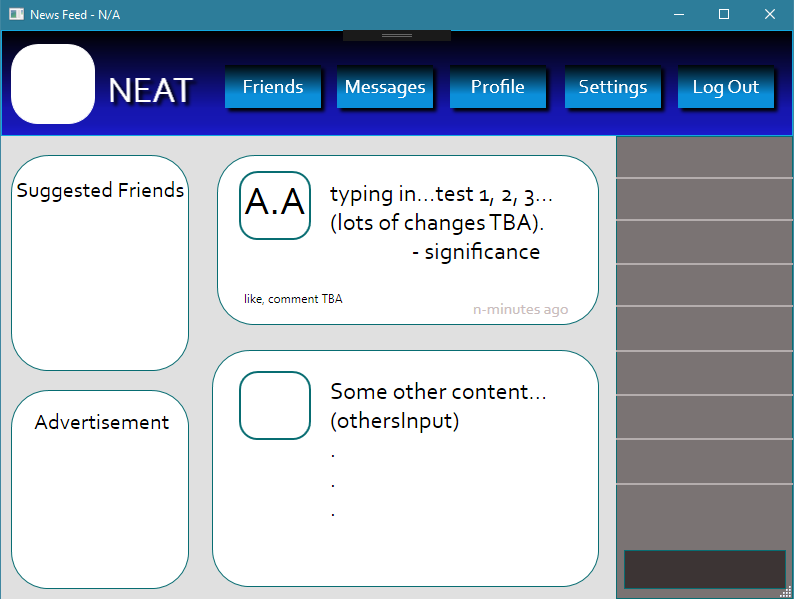 News Feed - N/A
NEAT
Friends
Messages
Profile
Settings
Log Out
Suggested Friends
A.A
typing in...test 1, 2, 3...
(lots of changes TBA).
- significance
like, comment TBA
n-minutes ago
Advertisement
Some other content...
(othersInput)
.
.
.